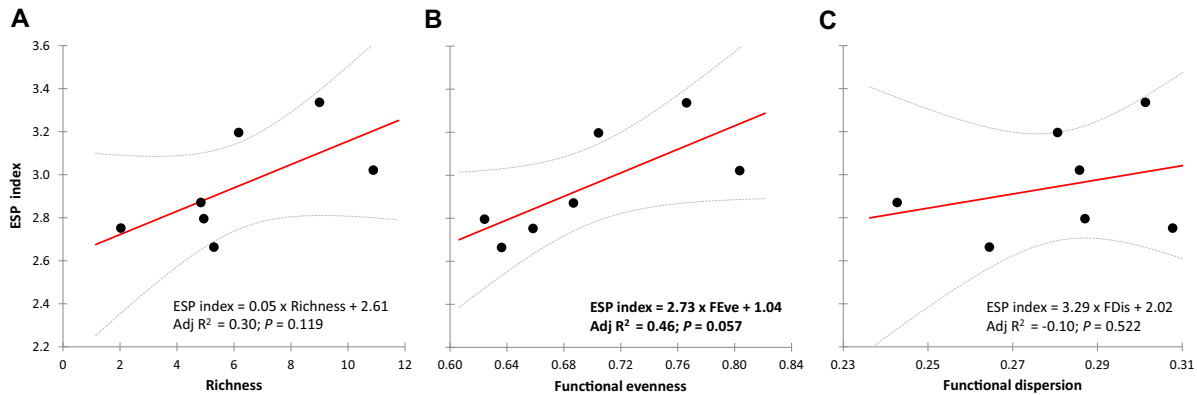 A
B
C
3.6
3.4
3.2
3.0
2.8
2.6
2.4
2.2
ESP index
0 2 4 6 8 10 12
Richness
ESP index = 0.05 x Richness + 2.61
Adj R² = 0.30; P = 0.119
0.60 0.64 0.68 0.72 0.76 0.80 0.84
Functional evenness
ESP index = 2.73 x FEve + 1.04
Adj R² = 0.46; P = 0.057
0.23 0.25 0.27 0.29 0.31
Functional dispersion
ESP index = 3.29 x FDis + 2.02
Adj R² = -0.10; P = 0.522